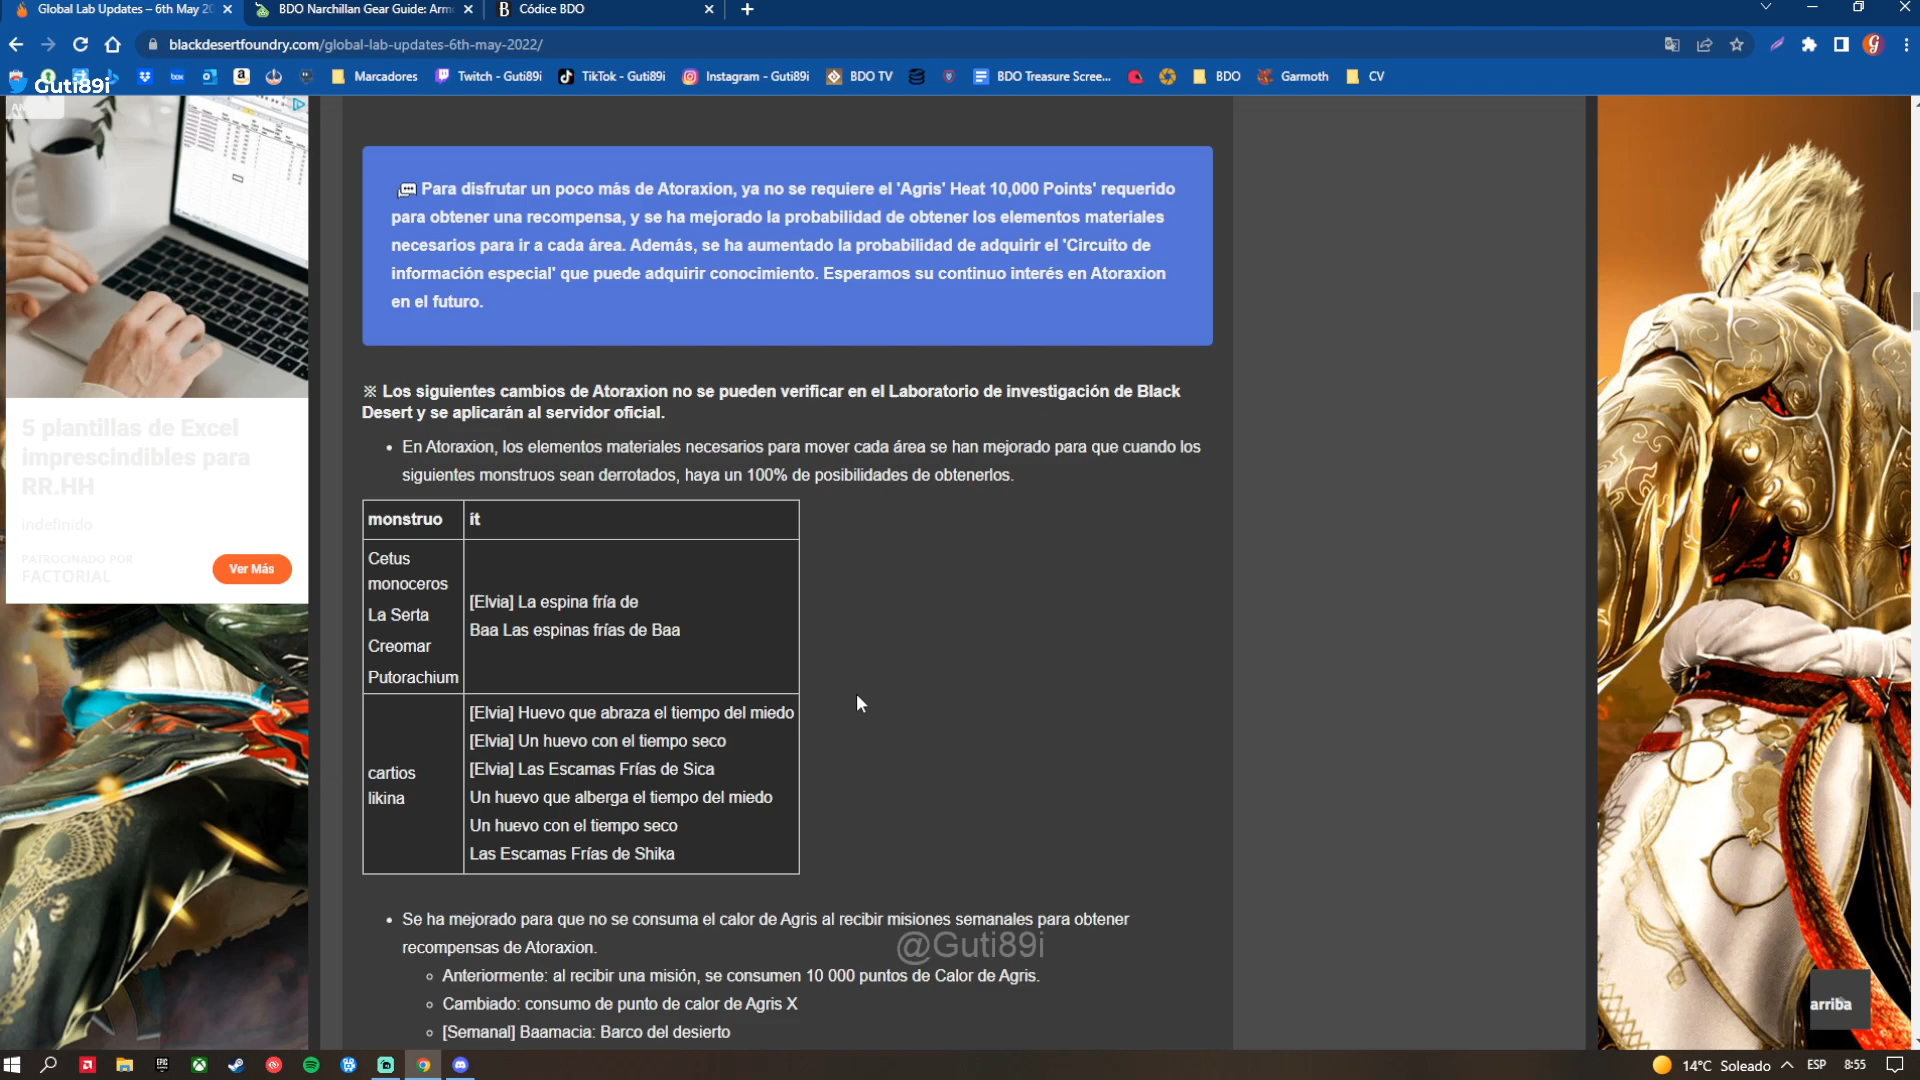 Global Lab Updates – 6th May 20
BDO Narchillan Gear Guide: Arm
Códice BDO
blackdesertfoundry.com/global-lab-updates-6th-may-2022/
Guti89i
box
Marcadores
Twitch - Guti89i
TikTok - Guti89i
Instagram - Guti89i
BDO TV
BDO Treasure Scree...
BDO
Garmoth
CV
Para disfrutar un poco más de Atoraxion, ya no se requiere el 'Agris' Heat 10,000 Points' requerido
para obtener una recompensa, y se ha mejorado la probabilidad de obtener los elementos materiales
necesarios para ir a cada área. Además, se ha aumentado la probabilidad de adquirir el 'Circuito de
información especial' que puede adquirir conocimiento. Esperamos su continuo interés en Atoraxion
en el futuro.
※ Los siguientes cambios de Atoraxion no se pueden verificar en el Laboratorio de investigación de Black
Desert y se aplicarán al servidor oficial.
• En Atoraxion, los elementos materiales necesarios para mover cada área se han mejorado para que cuando los
siguientes monstruos sean derrotados, haya un 100% de posibilidades de obtenerlos.
monstruo
ít
Cetus
monoceros
La Serta
Creomar
Putorachium
[Elvia] La espina fría de
Baa Las espinas frías de Baa
cartios
likina
[Elvia] Huevo que abraza el tiempo del miedo
[Elvia] Un huevo con el tiempo seco
[Elvia] Las Escamas Frías de Sica
Un huevo que alberga el tiempo del miedo
Un huevo con el tiempo seco
Las Escamas Frías de Shika
• Se ha mejorado para que no se consuma el calor de Agris al recibir misiones semanales para obtener
recompensas de Atoraxion.
@Guti89i
Anteriormente: al recibir una misión, se consumen 10 000 puntos de Calor de Agris.
Cambiado: consumo de punto de calor de Agris X
[Semanal] Baamacia: Barco del desierto
5 plantillas de Excel
imprescindibles para
RR.HH
indefinido
PATROCINADO POR
FACTORIAL
Ver Más
arriba
EPIC
14°C Soleado
ESP
8:55